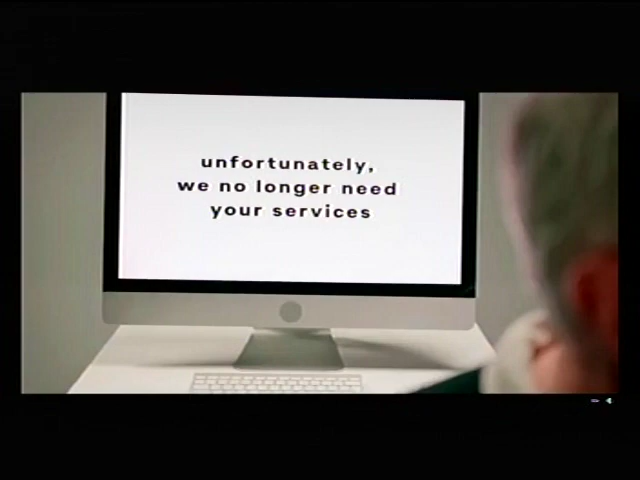 unfortunately,
we no longer need
your services